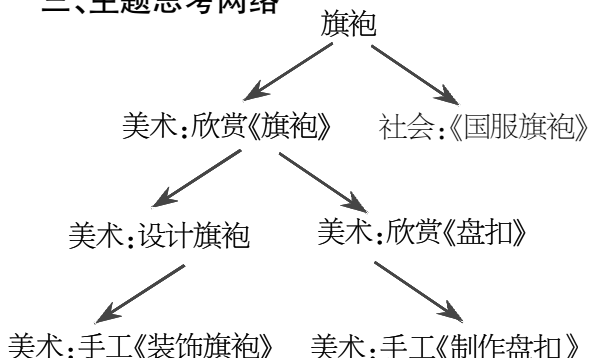 三、主题思考网络
旗袍
美术:欣赏《旗袍》 社会:《国服旗袍》
美术:设计旗袍 美术:欣赏《盘扣》
美术:手工《装饰旗袍》 美术:手工《制作盘扣 》